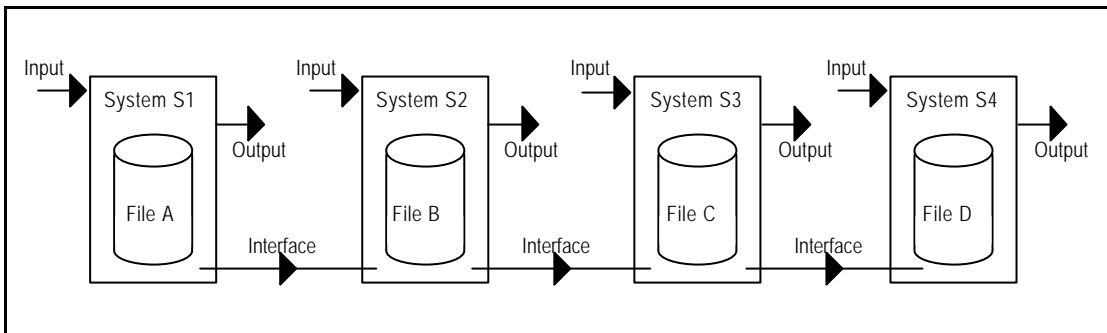 Input
Input
Input
Input
System S1
System S2
System S3
System S4
Output
Output
Output
Output
File A
File B
File C
File D
Interface
Interface
Interface